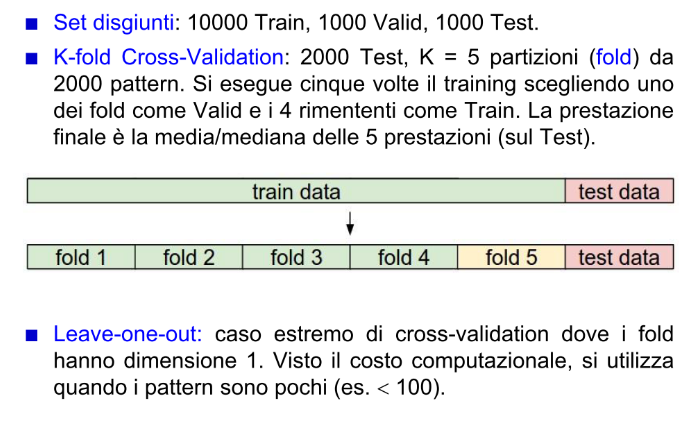 Set disgiunti: 10000 Train, 1000 Valid, 1000 Test.
K-fold Cross-Validation: 2000 Test, K = 5 partizioni (fold) da
2000 pattern. Si esegue cinque volte il training scegliendo uno
dei fold come Valid e i 4 rimententi come Train. La prestazione
finale è la media/mediana delle 5 prestazioni (sul Test).
train data test data
fold 1 fold 2 fold 3 fold 4 fold 5 test data
Leave-one-out: caso estremo di cross-validation dove i fold
hanno dimensione 1. Visto il costo computazionale, si utilizza
quando i pattern sono pochi (es. < 100).